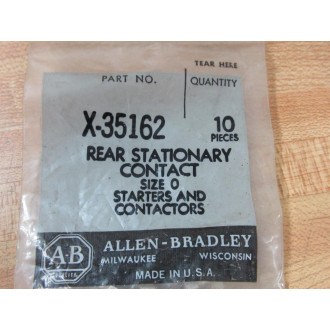 TEAR HERE
PART NO. QUANTITY
X-35162 10
PIECES
REAR STATIONARY
CONTACT
SIZE 0
STARTERS AND
CONTACTORS
A-B
QUALITY
ALLEN-BRADLEY
MILWAUKEE WISCONSIN
MADE IN U.S.A.